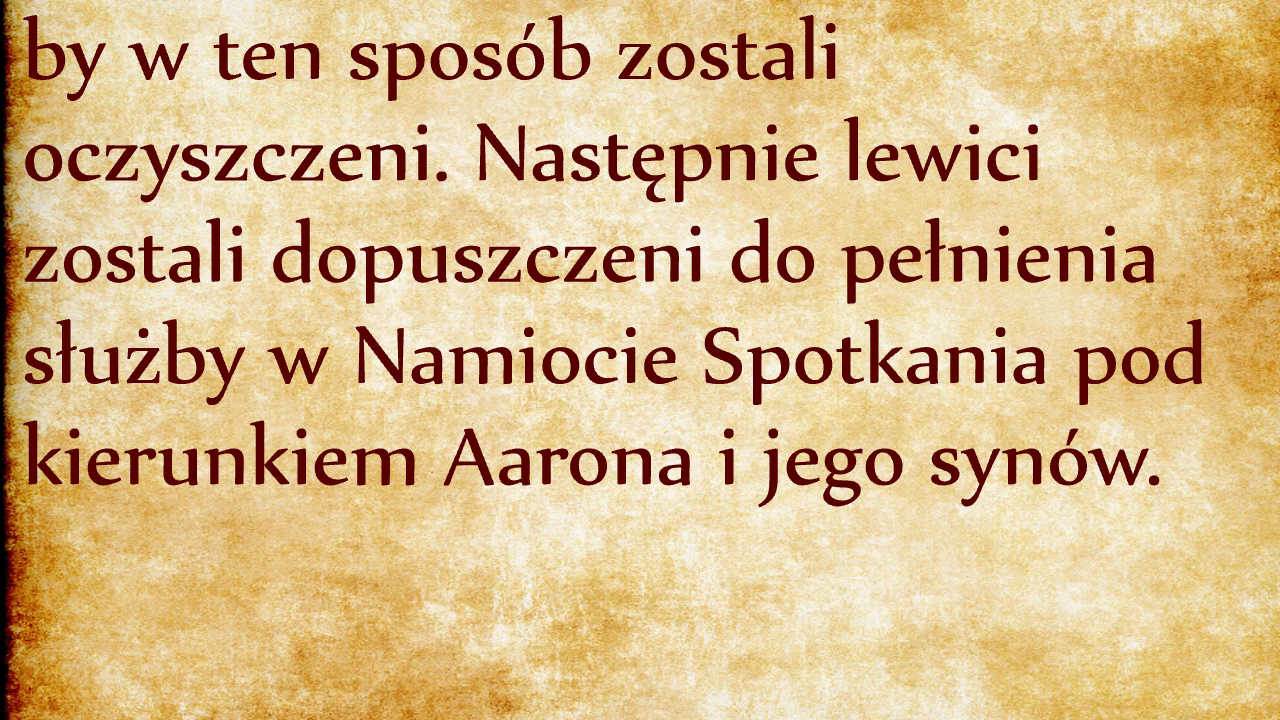 by w ten sposób zostali
oczyszczeni. Następnie lewici
zostali dopuszczeni do pełnienia
służby w Namiocie Spotkania pod
kierunkiem Aarona i jego synów.